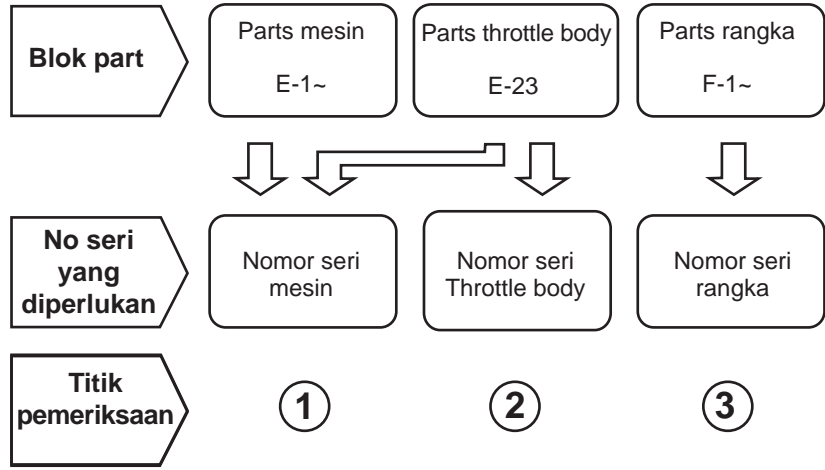 Blok part
Parts mesin
E-1~
Parts throttle body
E-23
Parts rangka
F-1~
No seri
yang
diperlukan
Nomor seri
mesin
Nomor seri
Throttle body
Nomor seri
rangka
Titik
pemeriksaan
1
2
3